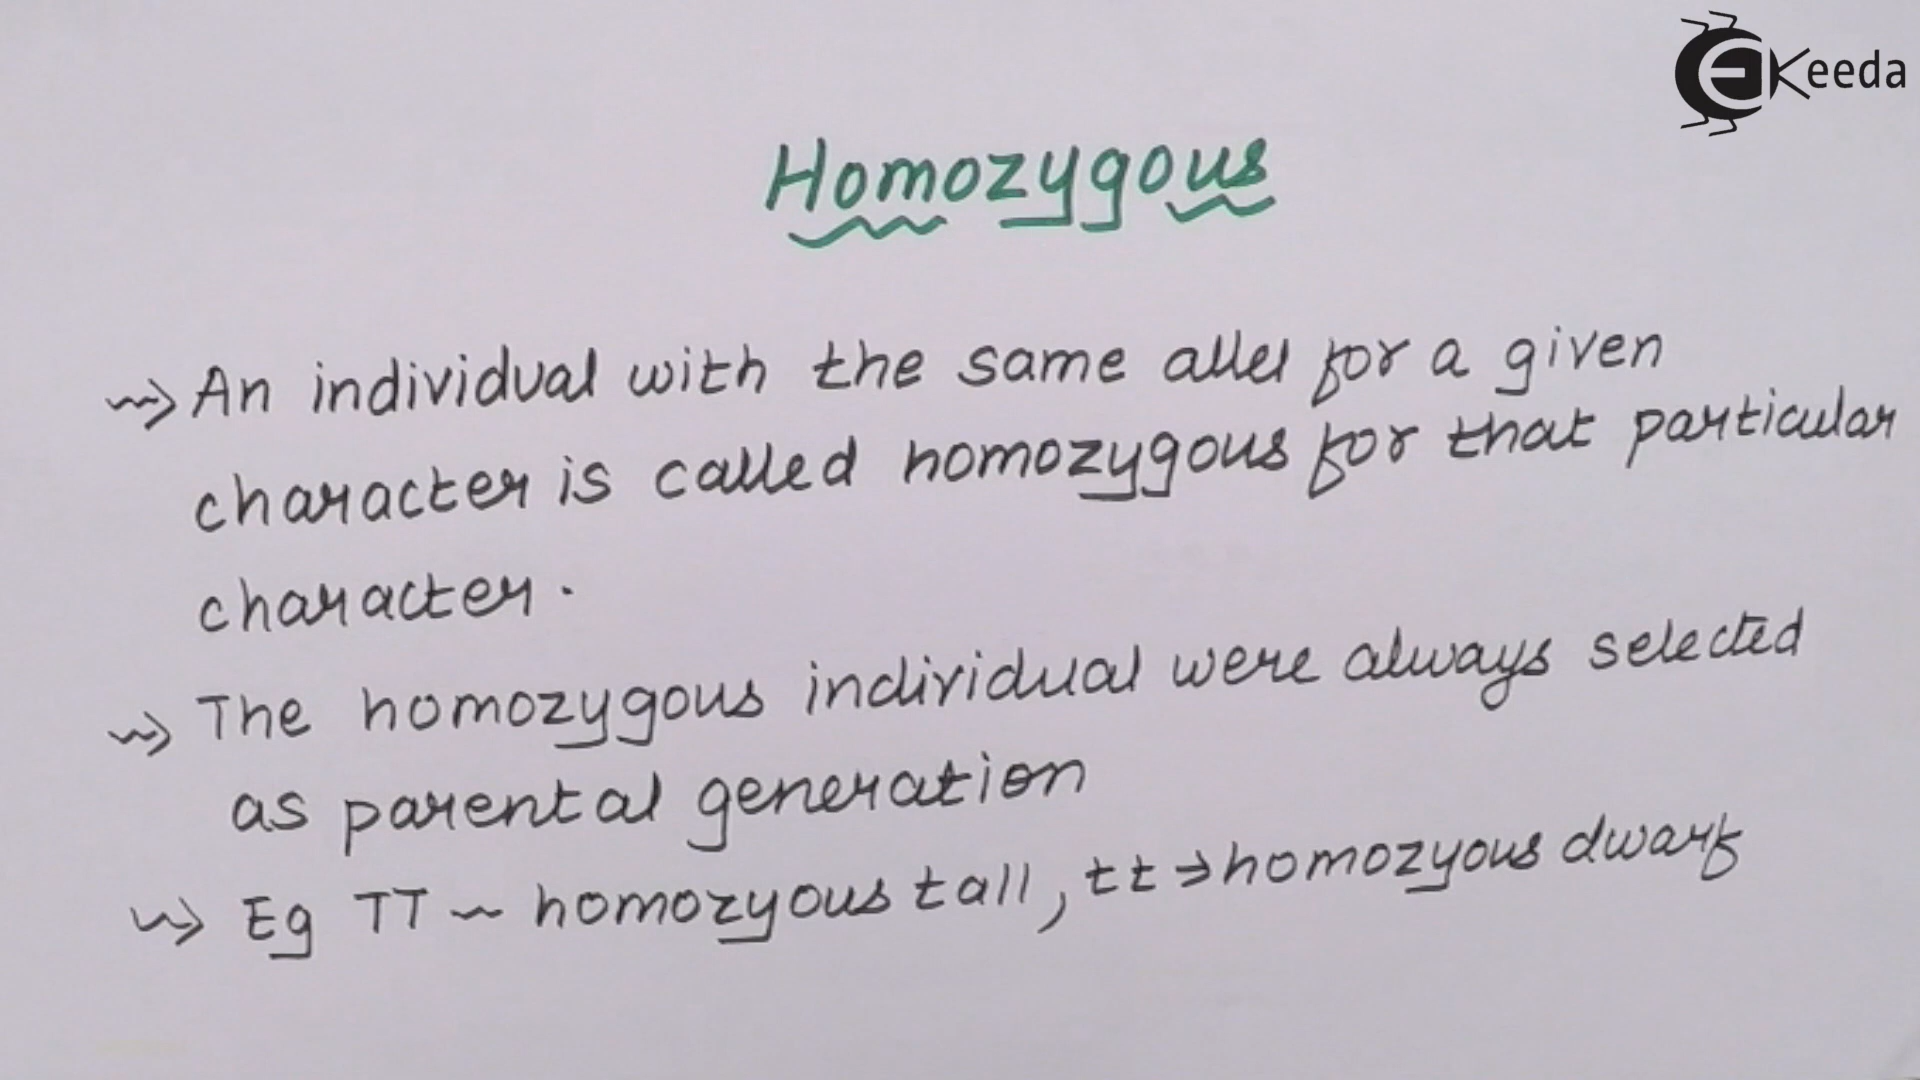 EKeeda
Homozygous
⇝ An individual with the same allel for a given
character is called homozygous for that particular
character.
⇝ The homozygous individual were always selected
as parental generation
⇝ Eg TT ~ homozyous tall, tt → homozyous dwarf